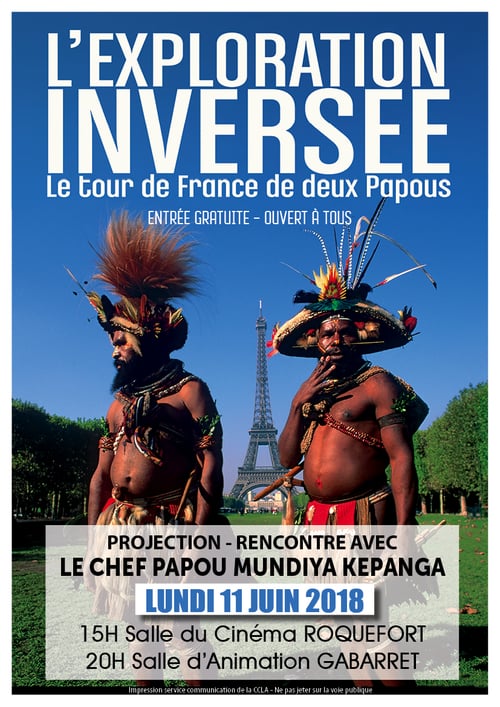 L'EXPLORATION
INVERSEE
Le tour de France de deux Papous
ENTRÉE GRATUITE - OUVERT À TOUS
PROJECTION - RENCONTRE AVEC
LE CHEF PAPOU MUNDIYA KEPANGA
LUNDI 11 JUIN 2018
15H Salle du Cinéma ROQUEFORT
20H Salle d'Animation GABARRET
Impression service communication de la CCLA - Ne pas jeter sur la voie publique